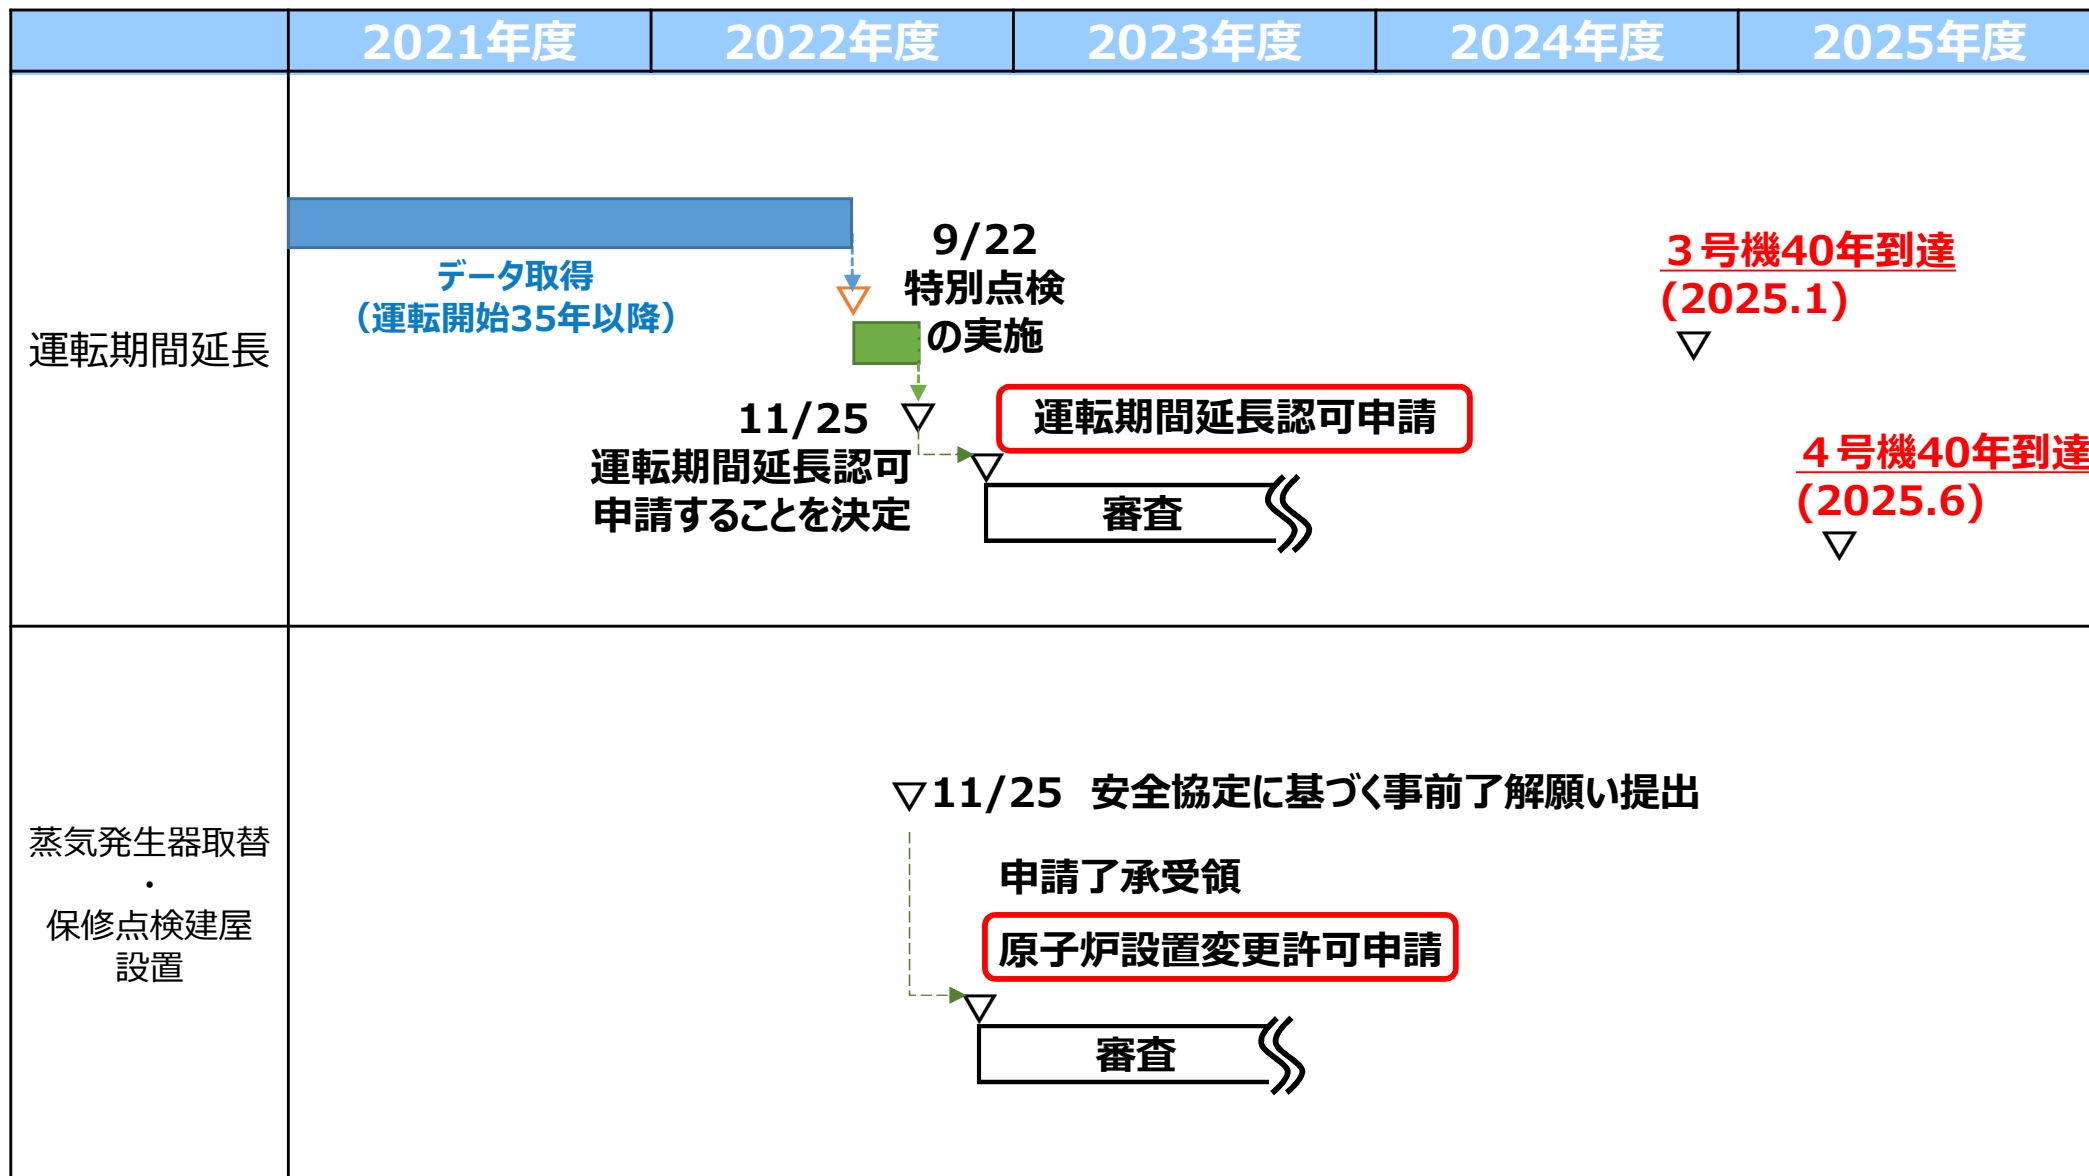 2021年度 2022年度 2023年度 2024年度 2025年度
運転期間延長
データ取得
（運転開始35年以降）
9/22
特別点検
の実施
11/25
運転期間延長認可
申請することを決定
運転期間延長認可申請
審査
３号機40年到達
(2025.1)
４号機40年到達
(2025.6)
蒸気発生器取替
・
保修点検建屋
設置
11/25 安全協定に基づく事前了解願い提出
申請了承受領
原子炉設置変更許可申請
審査